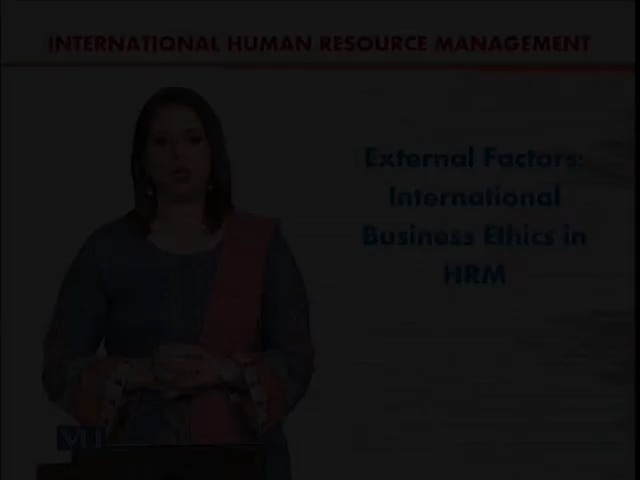 INTERNATIONAL HUMAN RESOURCE MANAGEMENT
External Factors:
International
Business Ethics in
HRM